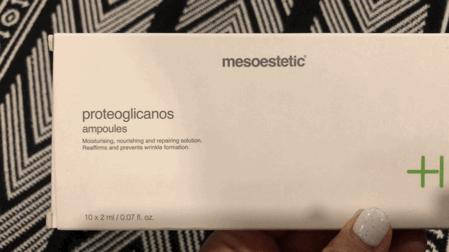 mesoestetic®
proteoglicanos
ampoules
Moisturising, nourishing and repairing solution.
Reaffirms and prevents wrinkle formation.
+H
10 x 2 ml / 0.07 fl. oz.